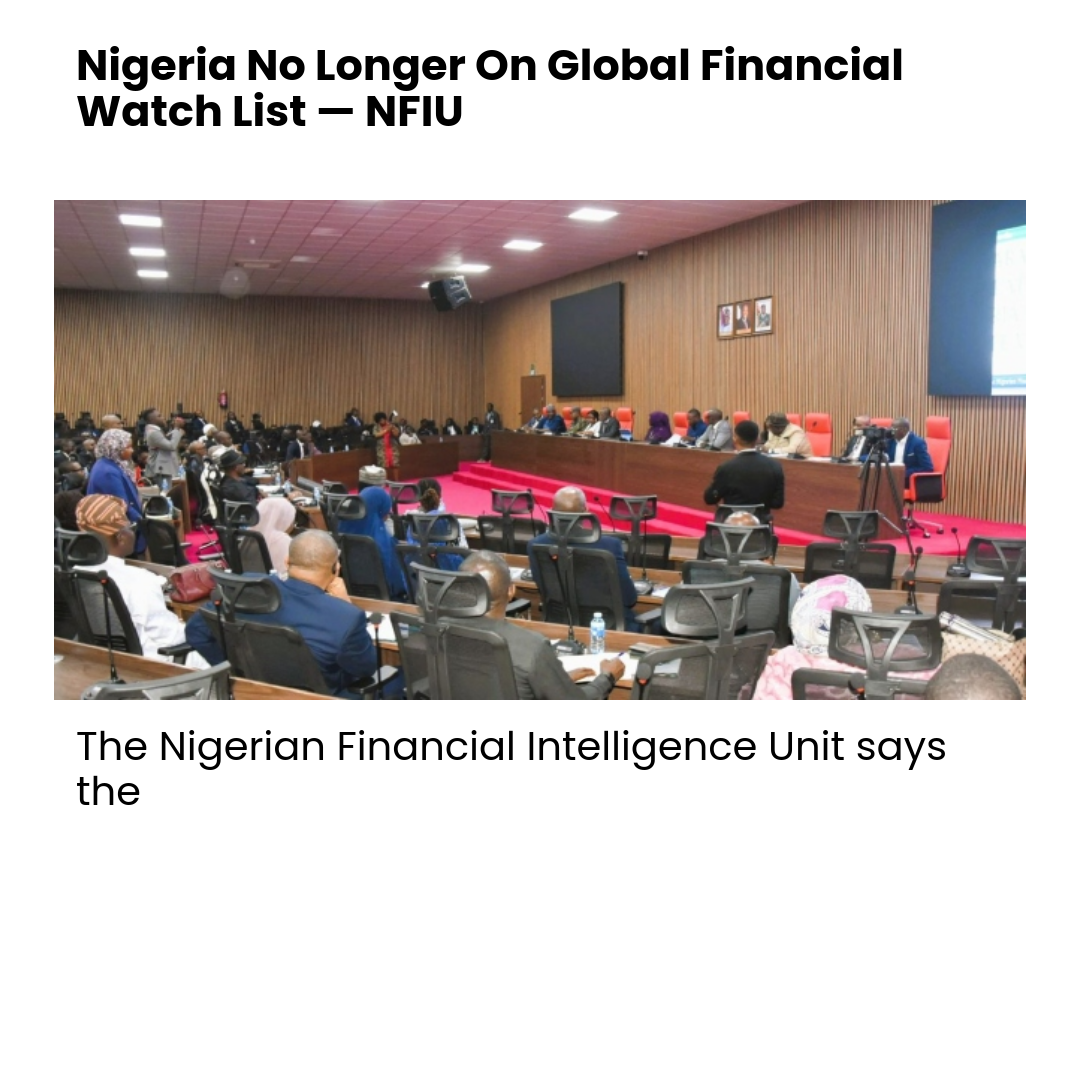 Nigeria No Longer On Global Financial
Watch List — NFIU
The Nigerian Financial Intelligence Unit says
the